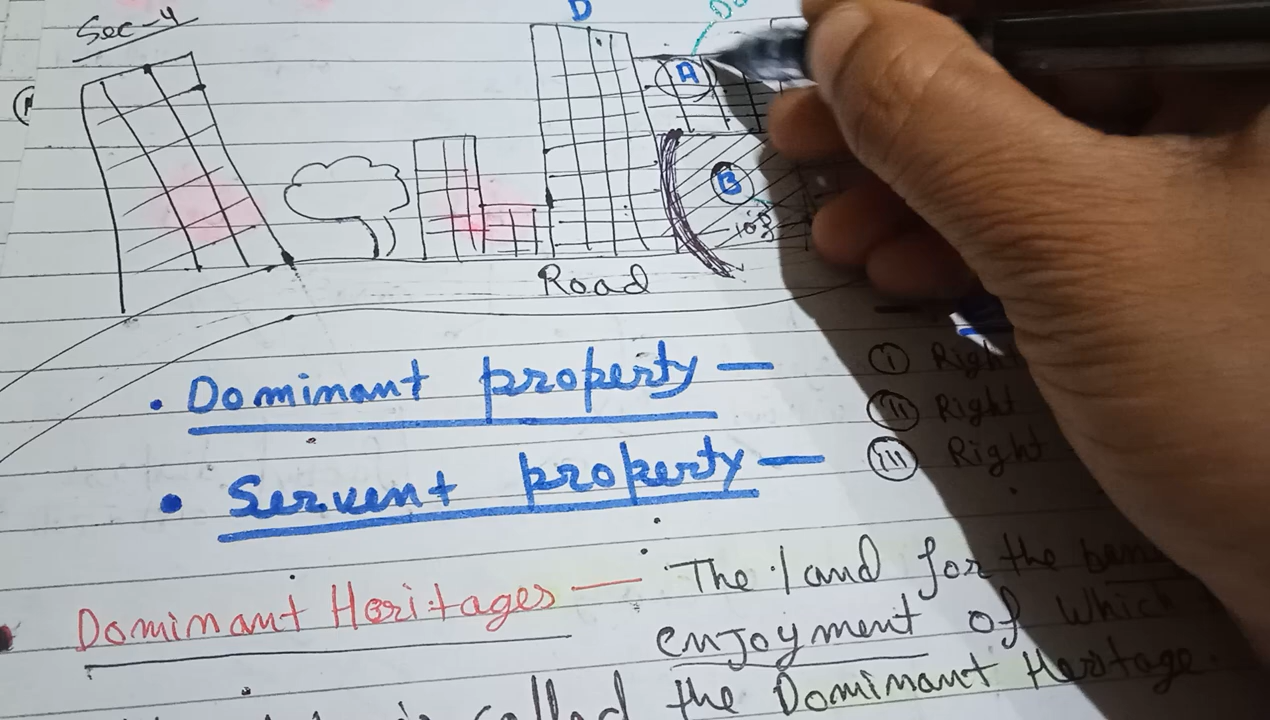 Sec-4
D
A
B
Road
• Dominant property —
(i) Righ
• Servent property —
(ii) Right
(iii) Right
Dominant Heritages — The land for the
enjoyment of which
called the Dominant Heritage.